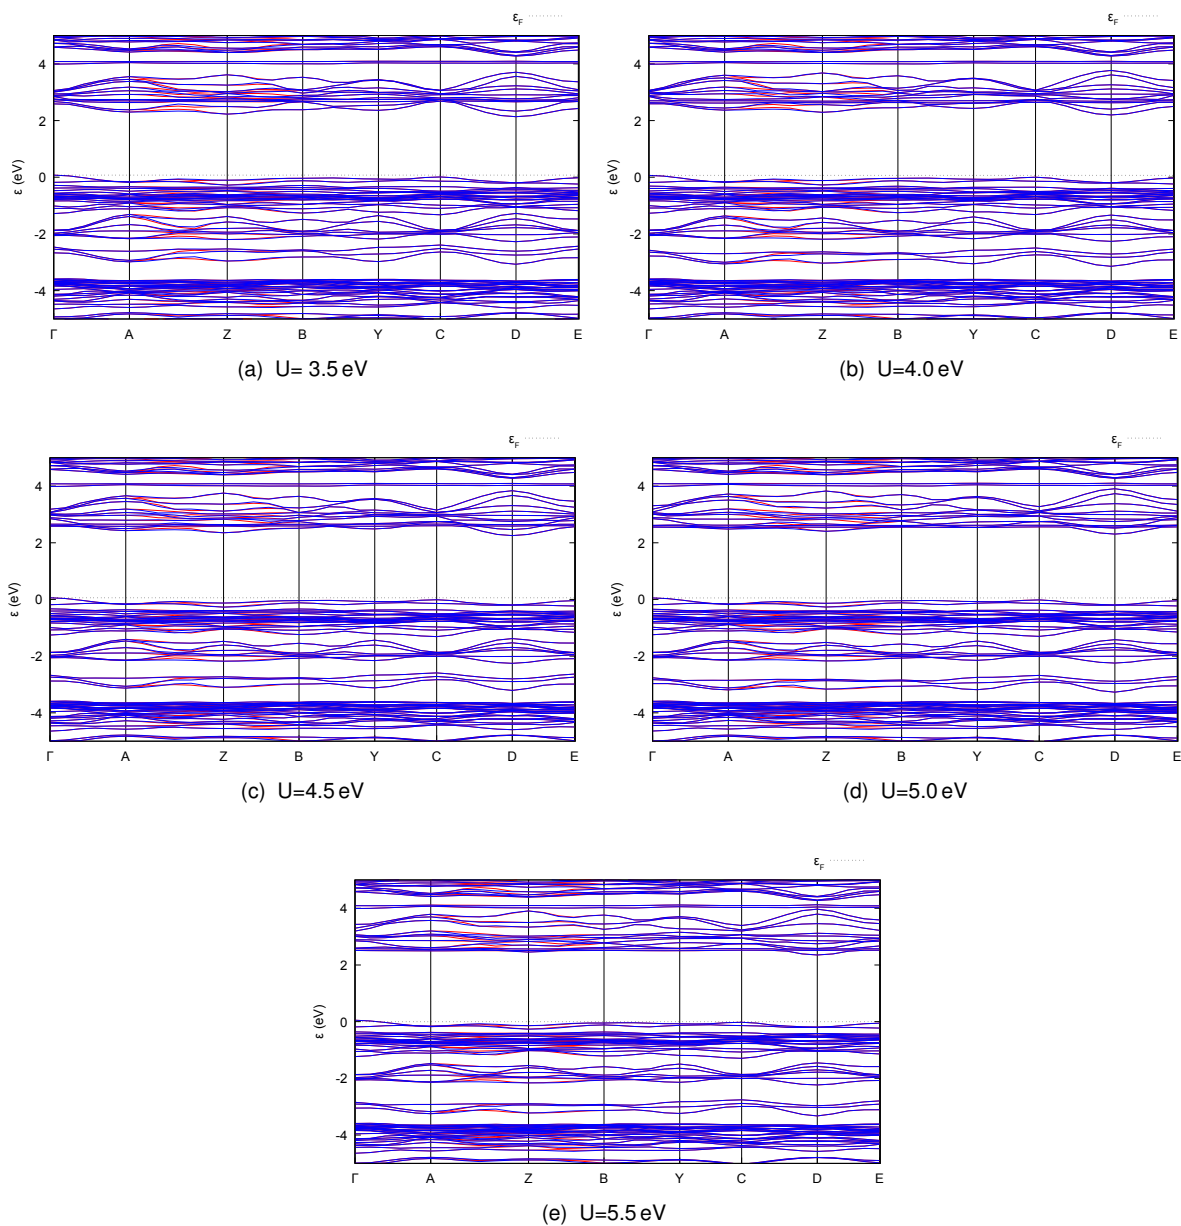 ε_F ε_F
4 4
2 2
ε (eV) 0 ε (eV) 0
-2 -2
-4 -4
Γ A Z B Y C D E Γ A Z B Y C D E
(a) U= 3.5 eV (b) U=4.0 eV
ε_F ε_F
4 4
2 2
ε (eV) 0 ε (eV) 0
-2 -2
-4 -4
Γ A Z B Y C D E Γ A Z B Y C D E
(c) U=4.5 eV (d) U=5.0 eV
ε_F
4
2
ε (eV) 0
-2
-4
Γ A Z B Y C D E
(e) U=5.5 eV